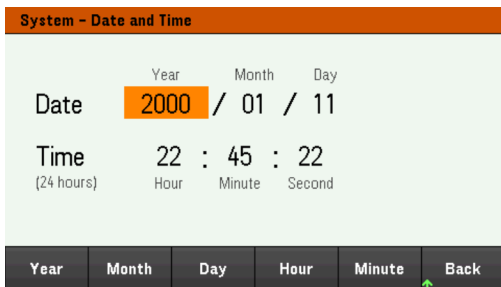 System - Date and Time
Year Month Day
Date 2000 / 01 / 11
Time 22 : 45 : 22
(24 hours) Hour Minute Second
Year Month Day Hour Minute Back